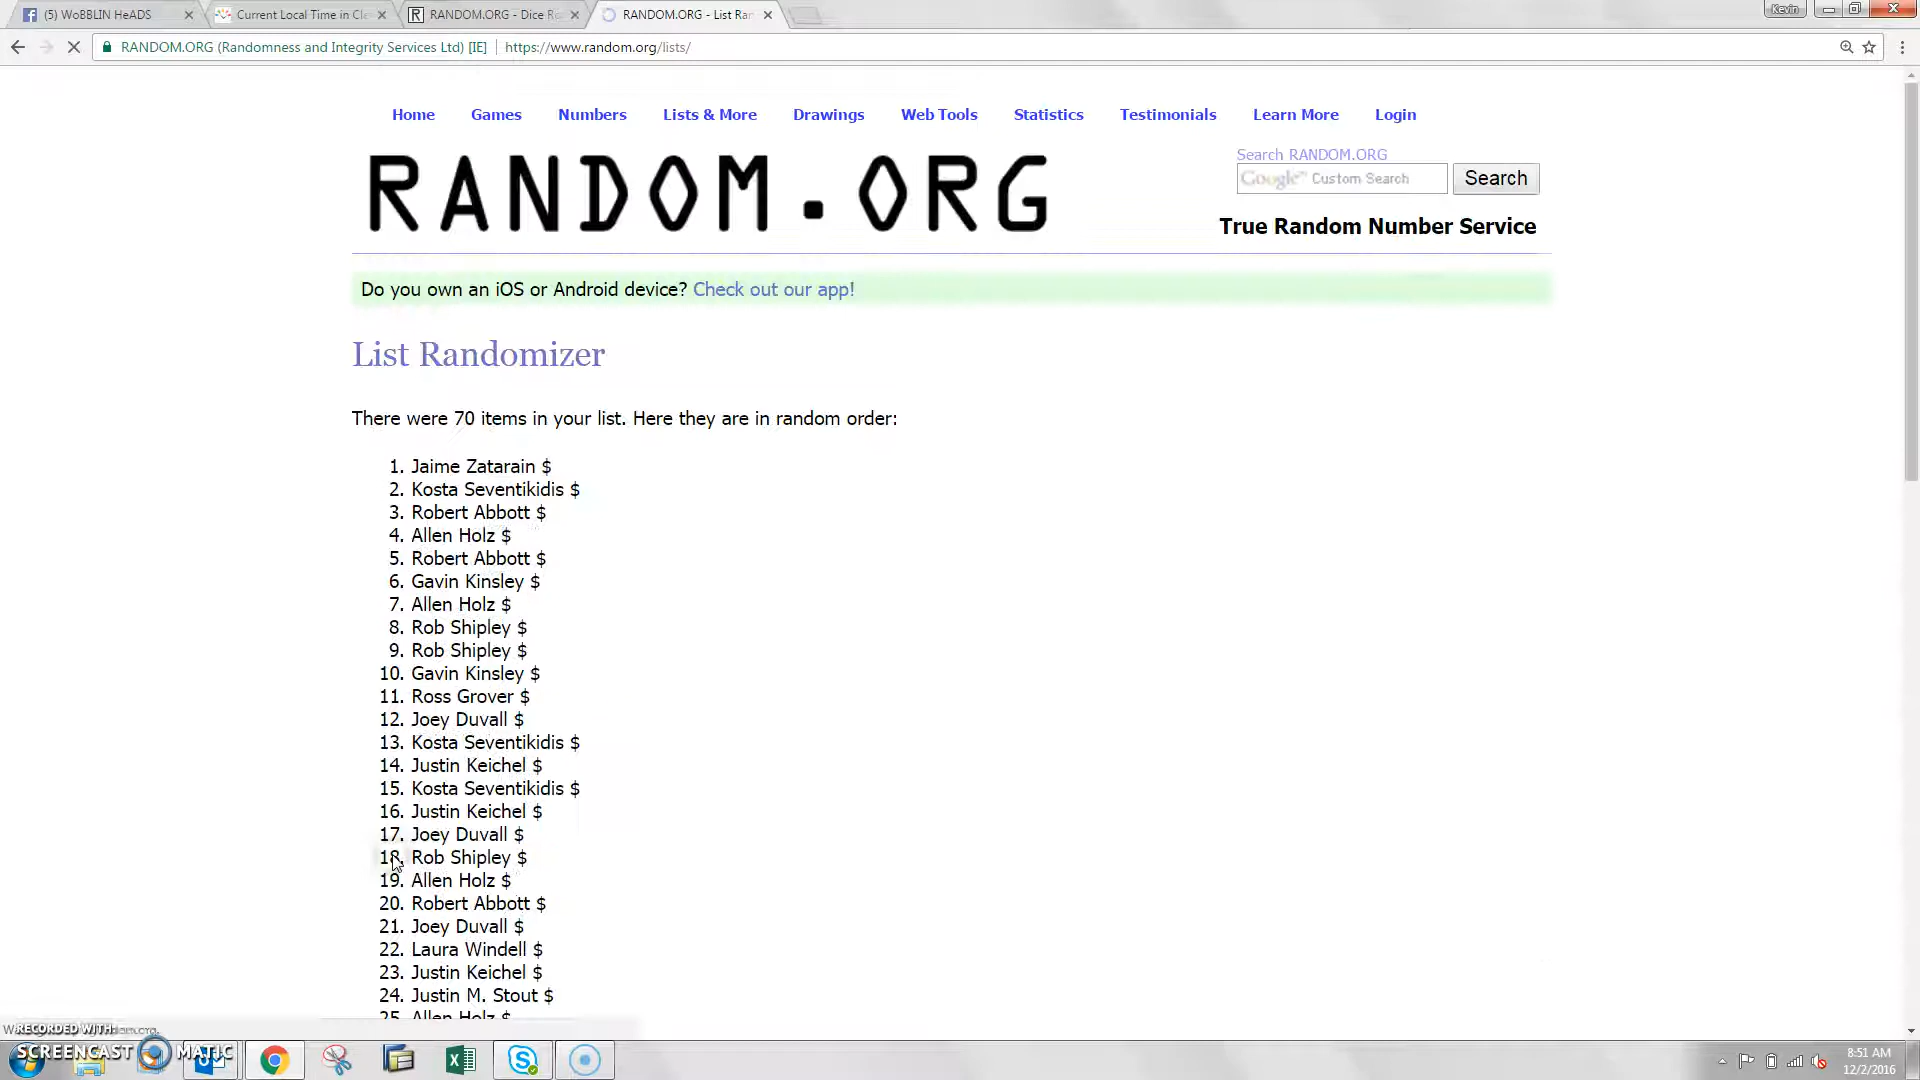 (5) WoBBLIN HeADS
Current Local Time in Cle
RANDOM.ORG - Dice Ro
RANDOM.ORG - List Ran
Kevin
RANDOM.ORG (Randomness and Integrity Services Ltd) [IE]
https://www.random.org/lists/
Home Games Numbers Lists & More Drawings Web Tools Statistics Testimonials Learn More Login
RANDOM.ORG
Search RANDOM.ORG
Google™ Custom Search
Search
True Random Number Service
Do you own an iOS or Android device? Check out our app!
List Randomizer
There were 70 items in your list. Here they are in random order:
1. Jaime Zatarain $
2. Kosta Seventikidis $
3. Robert Abbott $
4. Allen Holz $
5. Robert Abbott $
6. Gavin Kinsley $
7. Allen Holz $
8. Rob Shipley $
9. Rob Shipley $
10. Gavin Kinsley $
11. Ross Grover $
12. Joey Duvall $
13. Kosta Seventikidis $
14. Justin Keichel $
15. Kosta Seventikidis $
16. Justin Keichel $
17. Joey Duvall $
18. Rob Shipley $
19. Allen Holz $
20. Robert Abbott $
21. Joey Duvall $
22. Laura Windell $
23. Justin Keichel $
24. Justin M. Stout $
25. Allen Holz $
RECORDED WITH
SCREENCAST MATIC
8:51 AM
12/2/2016